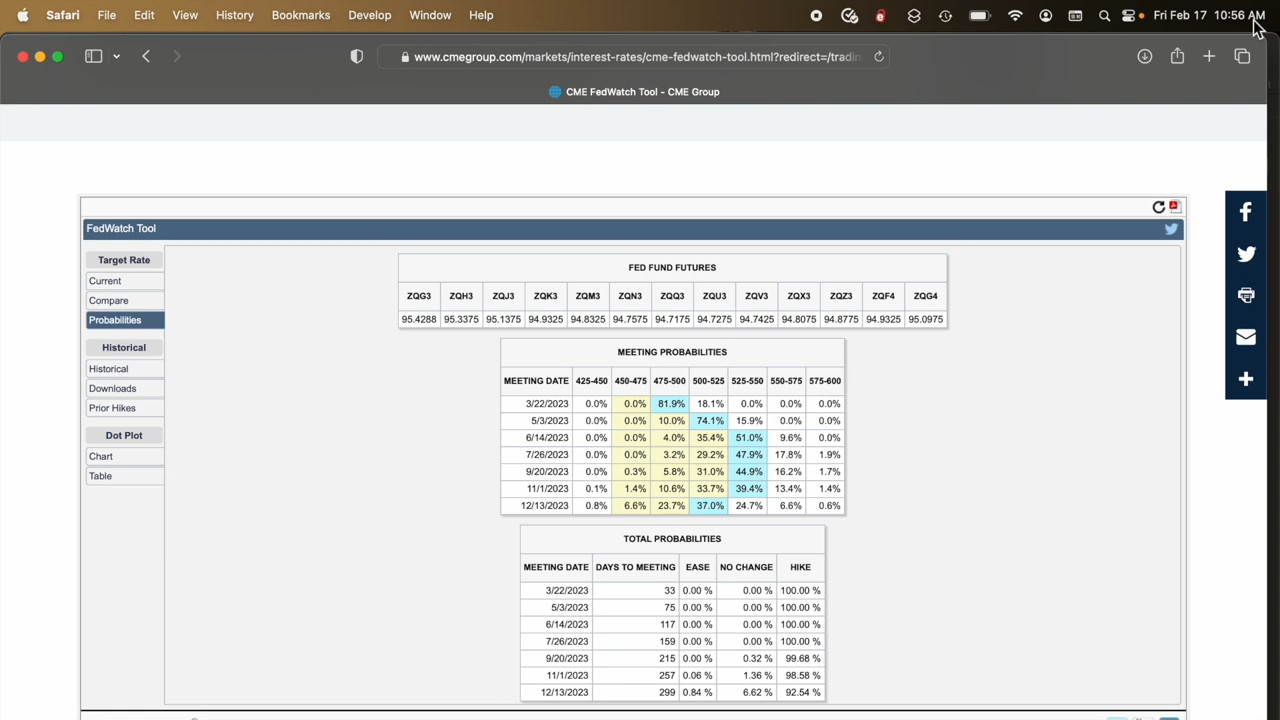 Safari File Edit View History Bookmarks Develop Window Help Fri Feb 17 10:56 AM
www.cmegroup.com/markets/interest-rates/cme-fedwatch-tool.html?redirect=/tradin
CME FedWatch Tool - CME Group
FedWatch Tool
Target Rate
Current
Compare
Probabilities
Historical
Historical
Downloads
Prior Hikes
Dot Plot
Chart
Table
FED FUND FUTURES
ZQG3 ZQH3 ZQJ3 ZQK3 ZQM3 ZQN3 ZQQ3 ZQU3 ZQV3 ZQX3 ZQZ3 ZQF4 ZQG4
95.4288 95.3375 95.1375 94.9325 94.8325 94.7575 94.7175 94.7275 94.7425 94.8075 94.8775 94.9325 95.0975
MEETING PROBABILITIES
MEETING DATE 425-450 450-475 475-500 500-525 525-550 550-575 575-600
3/22/2023 0.0% 0.0% 81.9% 18.1% 0.0% 0.0% 0.0%
5/3/2023 0.0% 0.0% 10.0% 74.1% 15.9% 0.0% 0.0%
6/14/2023 0.0% 0.0% 4.0% 35.4% 51.0% 9.6% 0.0%
7/26/2023 0.0% 0.0% 3.2% 29.2% 47.9% 17.8% 1.9%
9/20/2023 0.0% 0.3% 5.8% 31.0% 44.9% 16.2% 1.7%
11/1/2023 0.1% 1.4% 10.6% 33.7% 39.4% 13.4% 1.4%
12/13/2023 0.8% 6.6% 23.7% 37.0% 24.7% 6.6% 0.6%
TOTAL PROBABILITIES
MEETING DATE DAYS TO MEETING EASE NO CHANGE HIKE
3/22/2023 33 0.00 % 0.00 % 100.00 %
5/3/2023 75 0.00 % 0.00 % 100.00 %
6/14/2023 117 0.00 % 0.00 % 100.00 %
7/26/2023 159 0.00 % 0.00 % 100.00 %
9/20/2023 215 0.00 % 0.32 % 99.68 %
11/1/2023 257 0.06 % 1.36 % 98.58 %
12/13/2023 299 0.84 % 6.62 % 92.54 %